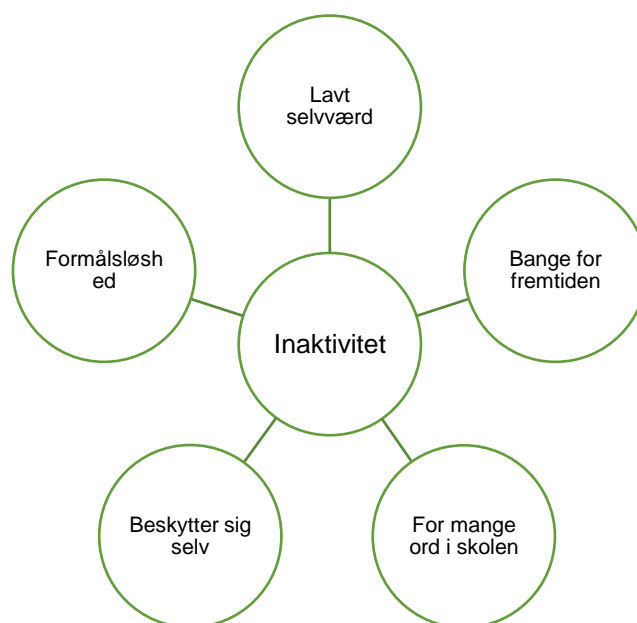 Lavt
selvværd
Formålsløsh
ed
Bange for
fremtiden
Inaktivitet
Beskytter sig
selv
For mange
ord i skolen